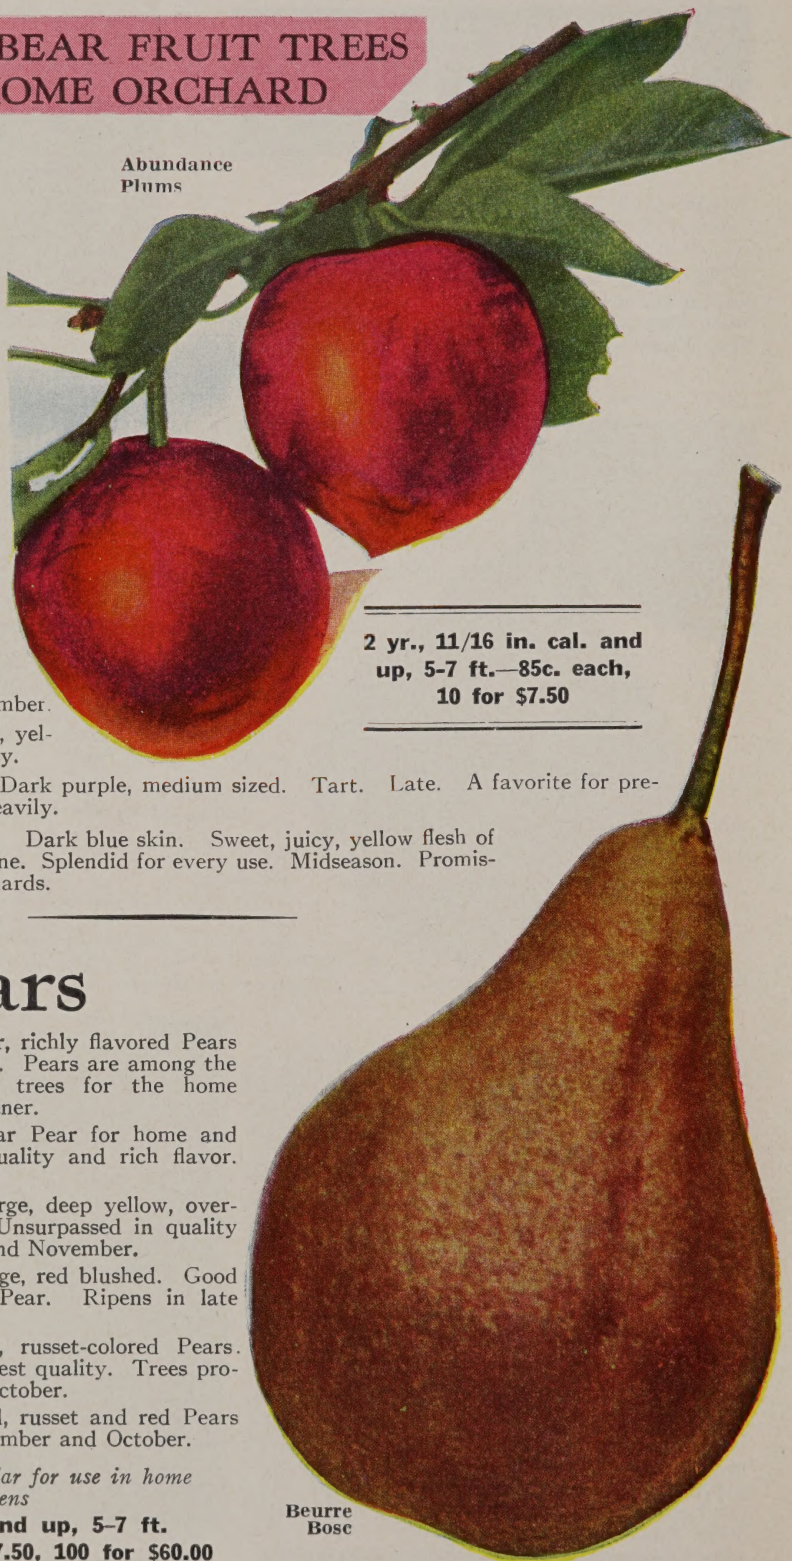 BEAR FRUIT TREES
OME ORCHARD
Abundance
Plums
2 yr., 11/16 in. cal. and
up, 5-7 ft.—85c. each,
10 for $7.50
mber.
, yel-
y.
Dark purple, medium sized. Tart. Late. A favorite for pre-
eavily.
Dark blue skin. Sweet, juicy, yellow flesh of
ne. Splendid for every use. Midseason. Promis-
ards.
ars
r, richly flavored Pears
. Pears are among the
trees for the home
ner.
ar Pear for home and
uality and rich flavor.
rge, deep yellow, over-
Unsurpassed in quality
nd November.
ge, red blushed. Good
Pear. Ripens in late
, russet-colored Pears.
est quality. Trees pro-
ctober.
l, russet and red Pears
mber and October.
ar for use in home
ens
nd up, 5–7 ft.
7.50, 100 for $60.00
Beurre
Bosc